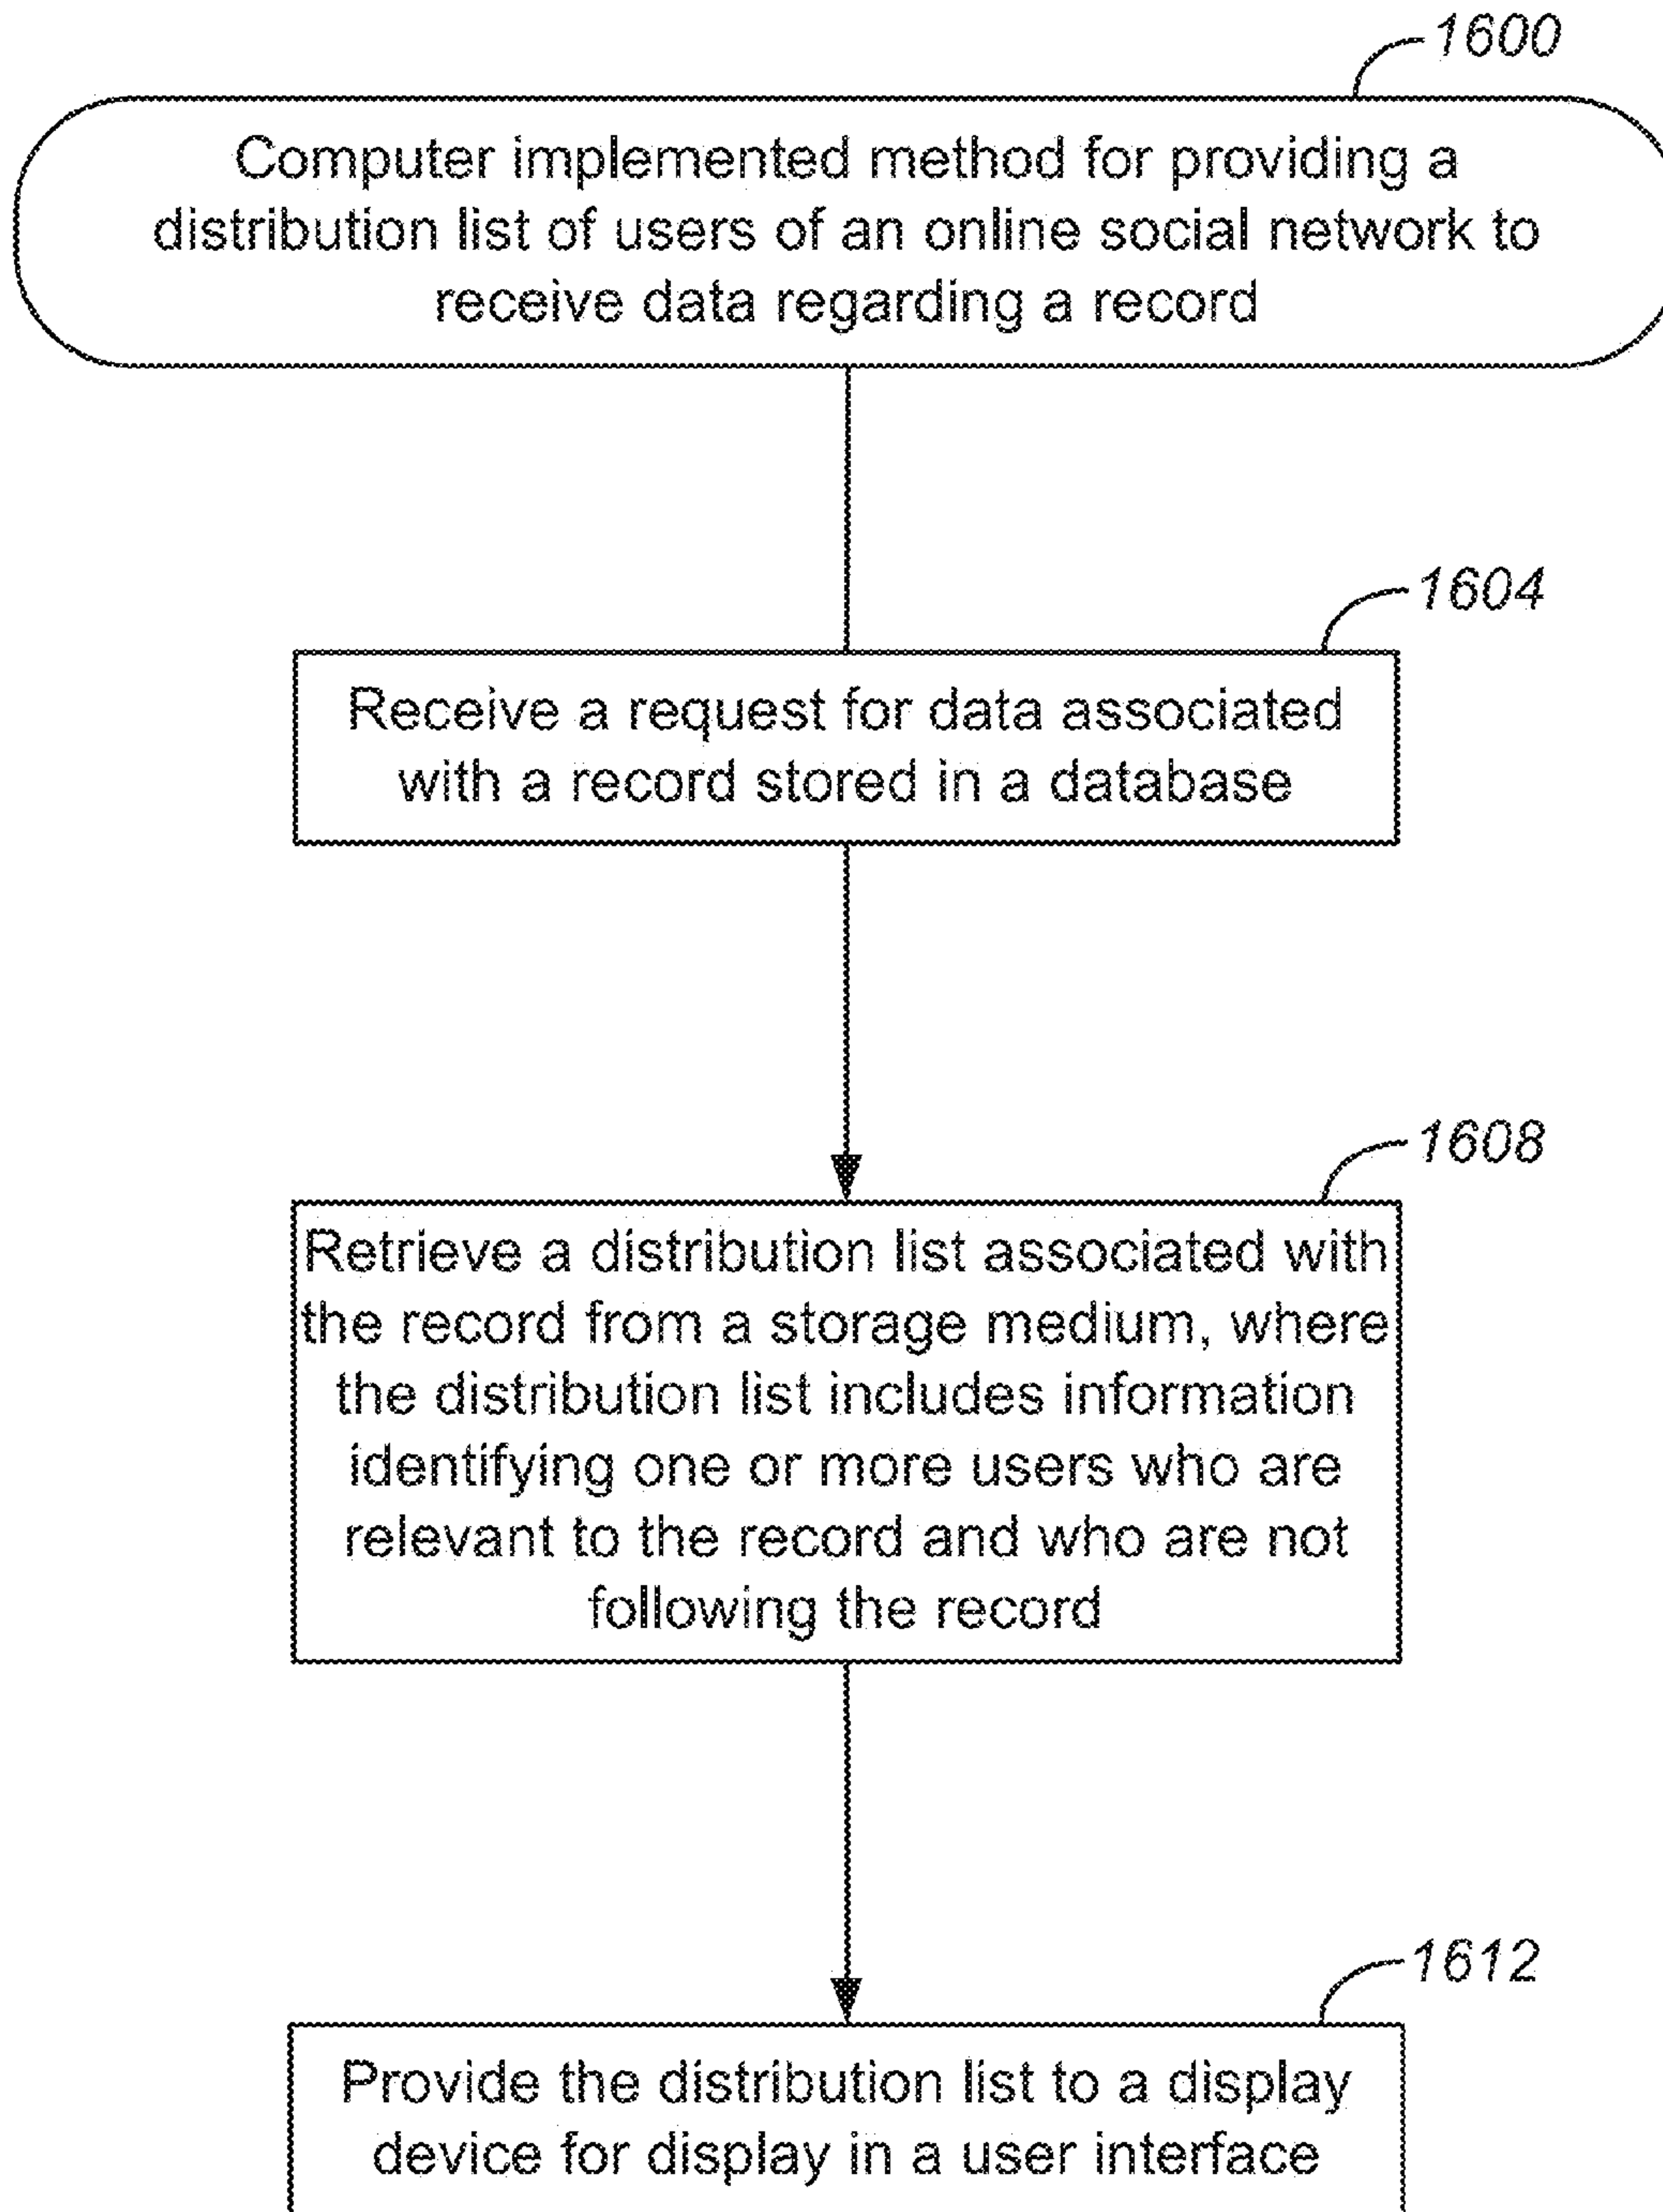 1600
Computer implemented method for providing a
distribution list of users of an online social network to
receive data regarding a record
1604
Receive a request for data associated
with a record stored in a database
1608
Retrieve a distribution list associated with
the record from a storage medium, where
the distribution list includes information
identifying one or more users who are
relevant to the record and who are not
following the record
1612
Provide the distribution list to a display
device for display in a user interface